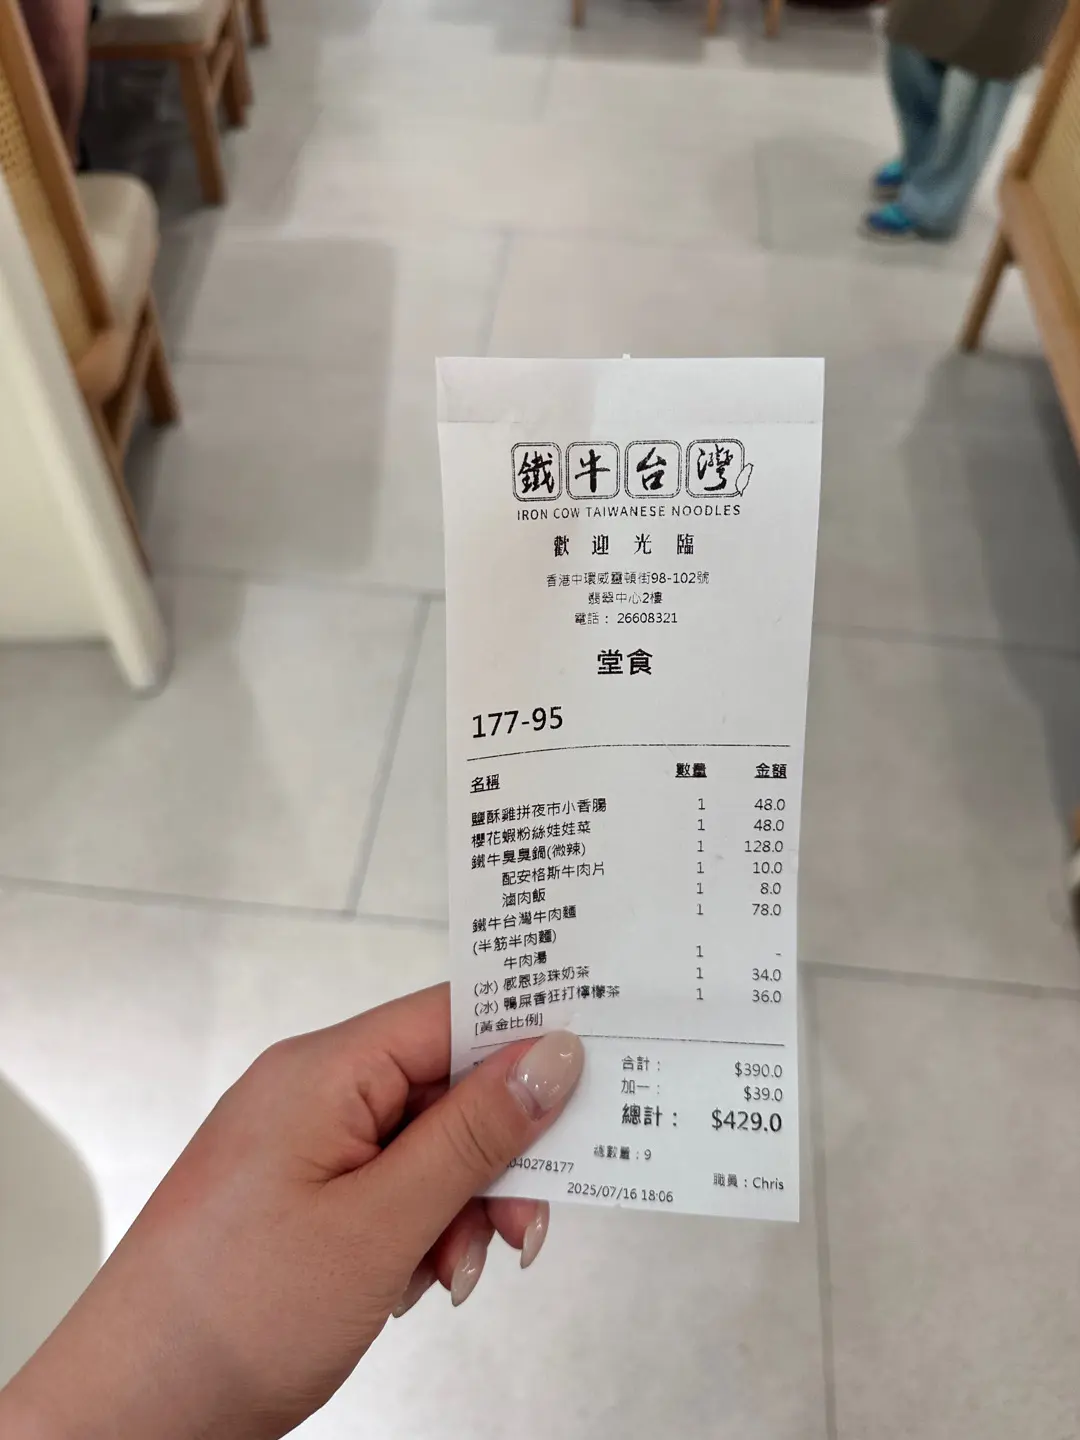 鐵牛台灣
IRON COW TAIWANESE NOODLES
歡迎光臨
香港中環威靈頓街98-102號
翡翠中心2樓
電話： 26608321
堂食
177-95
名稱 數量 金額
鹽酥雞拼夜市小香腸 1 48.0
櫻花蝦粉絲娃娃菜 1 48.0
鐵牛臭臭鍋(微辣) 1 128.0
配安格斯牛肉片 1 10.0
滷肉飯 1 8.0
鐵牛台灣牛肉麵 1 78.0
(半筋半肉麵)
牛肉湯 1 -
(冰) 感恩珍珠奶茶 1 34.0
(冰) 鴨屎香狂打檸檬茶 1 36.0
[黃金比例]
合計： $390.0
加一： $39.0
總計： $429.0
總數量：9
040278177 職員：Chris
2025/07/16 18:06